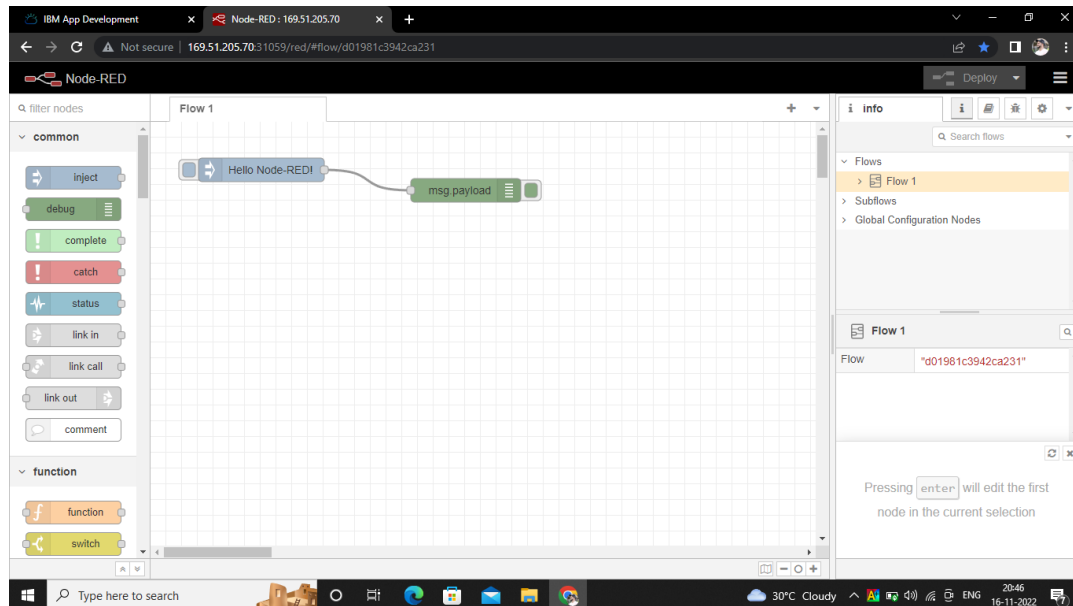 IBM App Development
Node-RED : 169.51.205.70
Not secure
169.51.205.70:31059/red/#flow/d01981c3942ca231
Node-RED
Deploy
filter nodes
Flow 1
info
i
Search flows
common
inject
debug
complete
catch
status
link in
link call
link out
comment
function
function
switch
Hello Node-RED!
msg.payload
Flows
Flow 1
Subflows
Global Configuration Nodes
Flow 1
Flow
"d01981c3942ca231"
Pressing enter will edit the first
node in the current selection
Type here to search
30°C Cloudy
ENG
20:46
16-11-2022
7